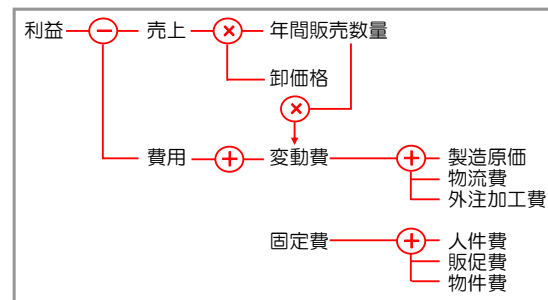 利益 − 売上 × 年間販売数量
卸価格
×
費用 + 変動費 + 製造原価
物流費
外注加工費
固定費 + 人件費
販促費
物件費